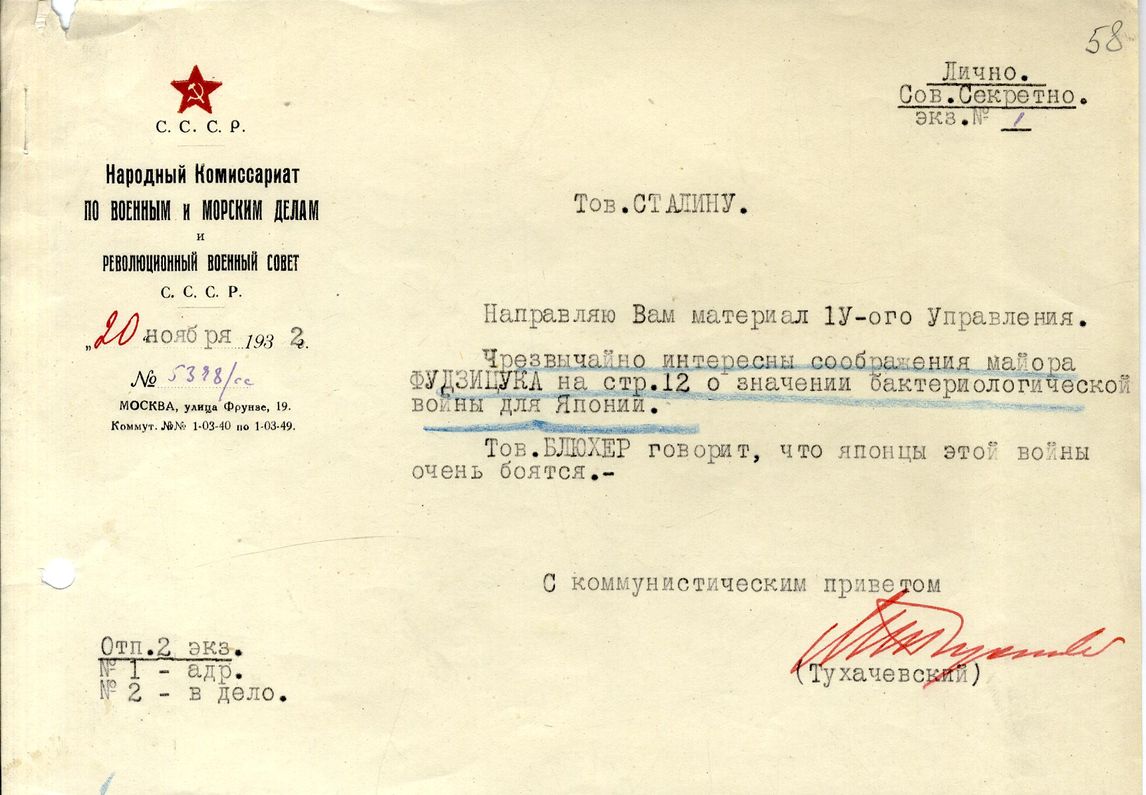 58
Лично.
Сов.Секретно.
экз.№ 1
С. С. С. Р.
Народный Комиссариат
ПО ВОЕННЫМ и МОРСКИМ ДЕЛАМ
и
РЕВОЛЮЦИОННЫЙ ВОЕННЫЙ СОВЕТ
С. С. С. Р.
„20 " ноября 1932 г.
№ 5398/сс
МОСКВА, улица Фрунзе, 19.
Коммут. №№ 1-03-40 по 1-03-49.
Тов.СТАЛИНУ.
Направляю Вам материал 1У-ого Управления.
Чрезвычайно интересны соображения майора
ФУДЗИЦУКА на стр.12 о значении бактериологической
войны для Японии.
Тов.БЛЮХЕР говорит, что японцы этой войны
очень боятся.-
С коммунистическим приветом
(Тухачевский)
Отп.2 экз.
№ 1 - адр.
№ 2 - в дело.